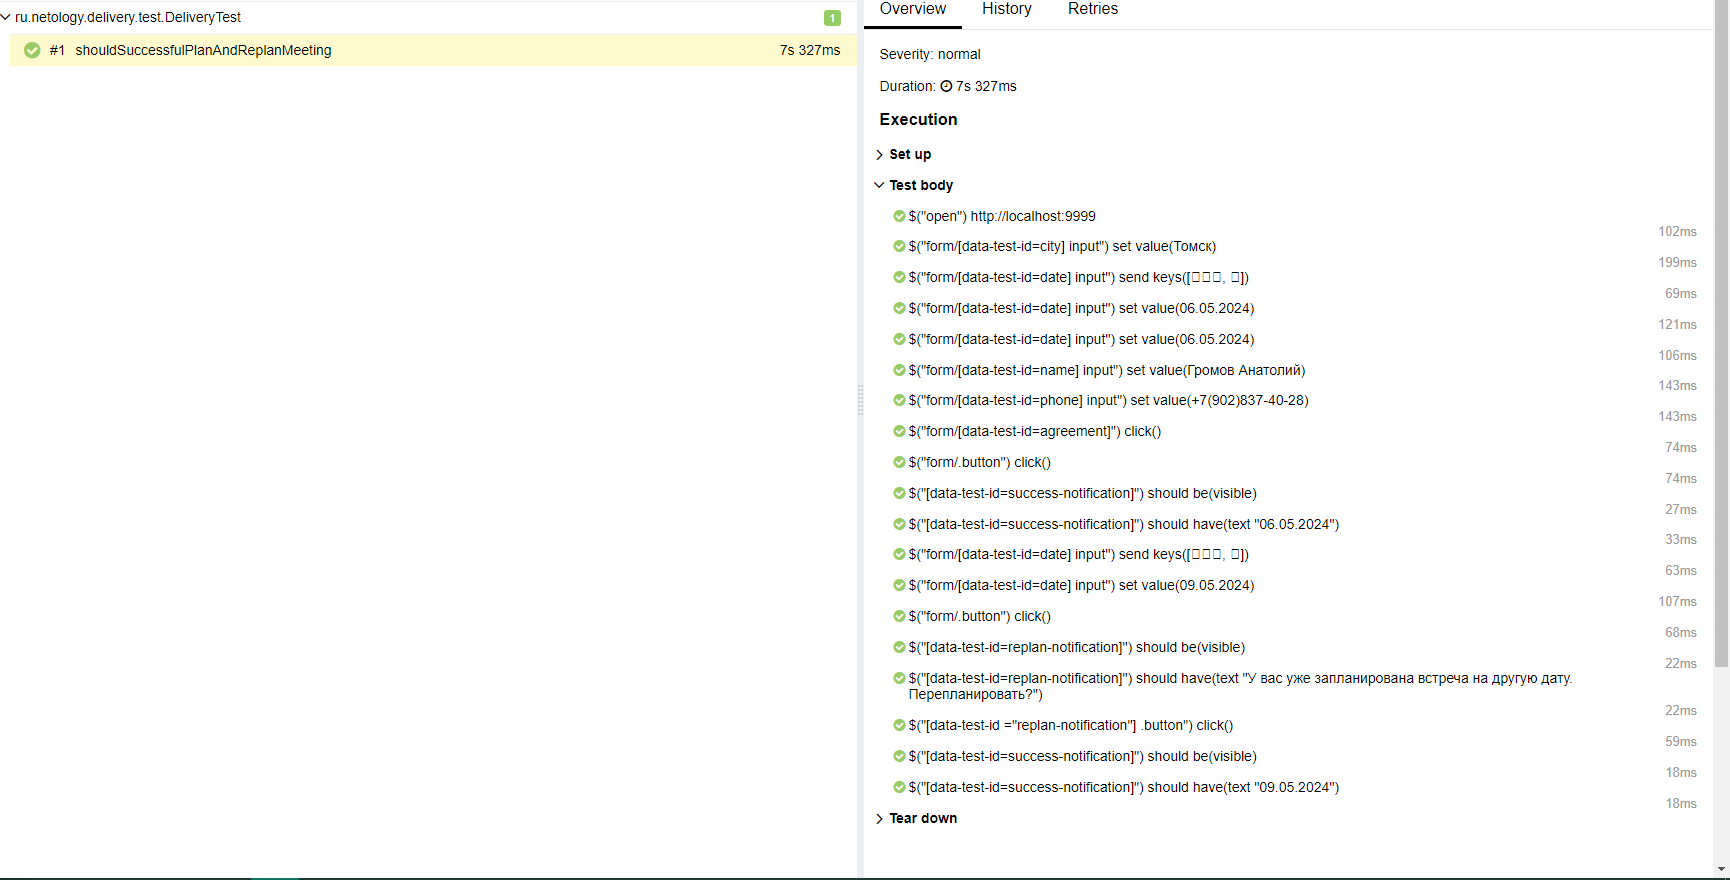 ru.netology.delivery.test.DeliveryTest
1
#1 shouldSuccessfulPlanAndReplanMeeting
7s 327ms
Overview
History
Retries
Severity: normal
Duration: 7s 327ms
Execution
Set up
Test body
$("open") http://localhost:9999
102ms
$("form/[data-test-id=city] input") set value(Томск)
199ms
$("form/[data-test-id=date] input") send keys([▯▯▯, ▯])
69ms
$("form/[data-test-id=date] input") set value(06.05.2024)
121ms
$("form/[data-test-id=date] input") set value(06.05.2024)
106ms
$("form/[data-test-id=name] input") set value(Громов Анатолий)
143ms
$("form/[data-test-id=phone] input") set value(+7(902)837-40-28)
143ms
$("form/[data-test-id=agreement]") click()
74ms
$("form/.button") click()
74ms
$("[data-test-id=success-notification]") should be(visible)
27ms
$("[data-test-id=success-notification]") should have(text "06.05.2024")
33ms
$("form/[data-test-id=date] input") send keys([▯▯▯, ▯])
63ms
$("form/[data-test-id=date] input") set value(09.05.2024)
107ms
$("form/.button") click()
68ms
$("[data-test-id=replan-notification]") should be(visible)
22ms
$("[data-test-id=replan-notification]") should have(text "У вас уже запланирована встреча на другую дату.
Перепланировать?")
22ms
$("[data-test-id ="replan-notification"] .button") click()
59ms
$("[data-test-id=success-notification]") should be(visible)
18ms
$("[data-test-id=success-notification]") should have(text "09.05.2024")
18ms
Tear down